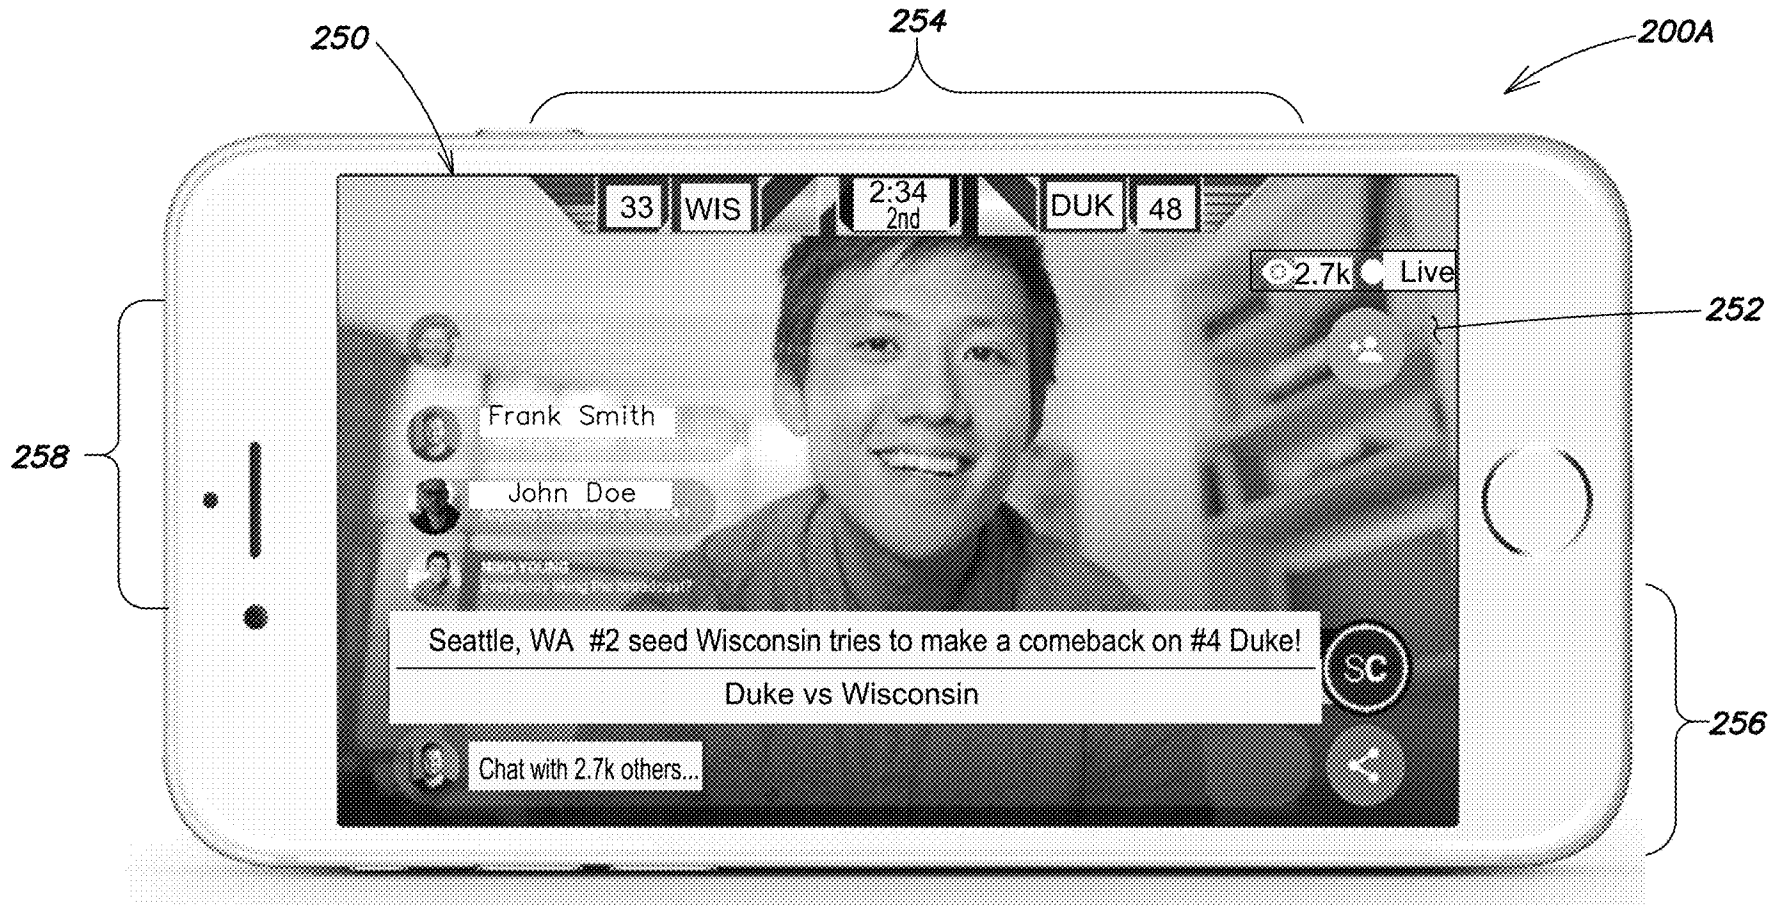 250
254
200A
33 WIS 2:34 DUK 48
2nd
2.7k Live
252
Frank Smith
258
John Doe
Seattle, WA #2 seed Wisconsin tries to make a comeback on #4 Duke!
SC
Duke vs Wisconsin
256
Chat with 2.7k others...